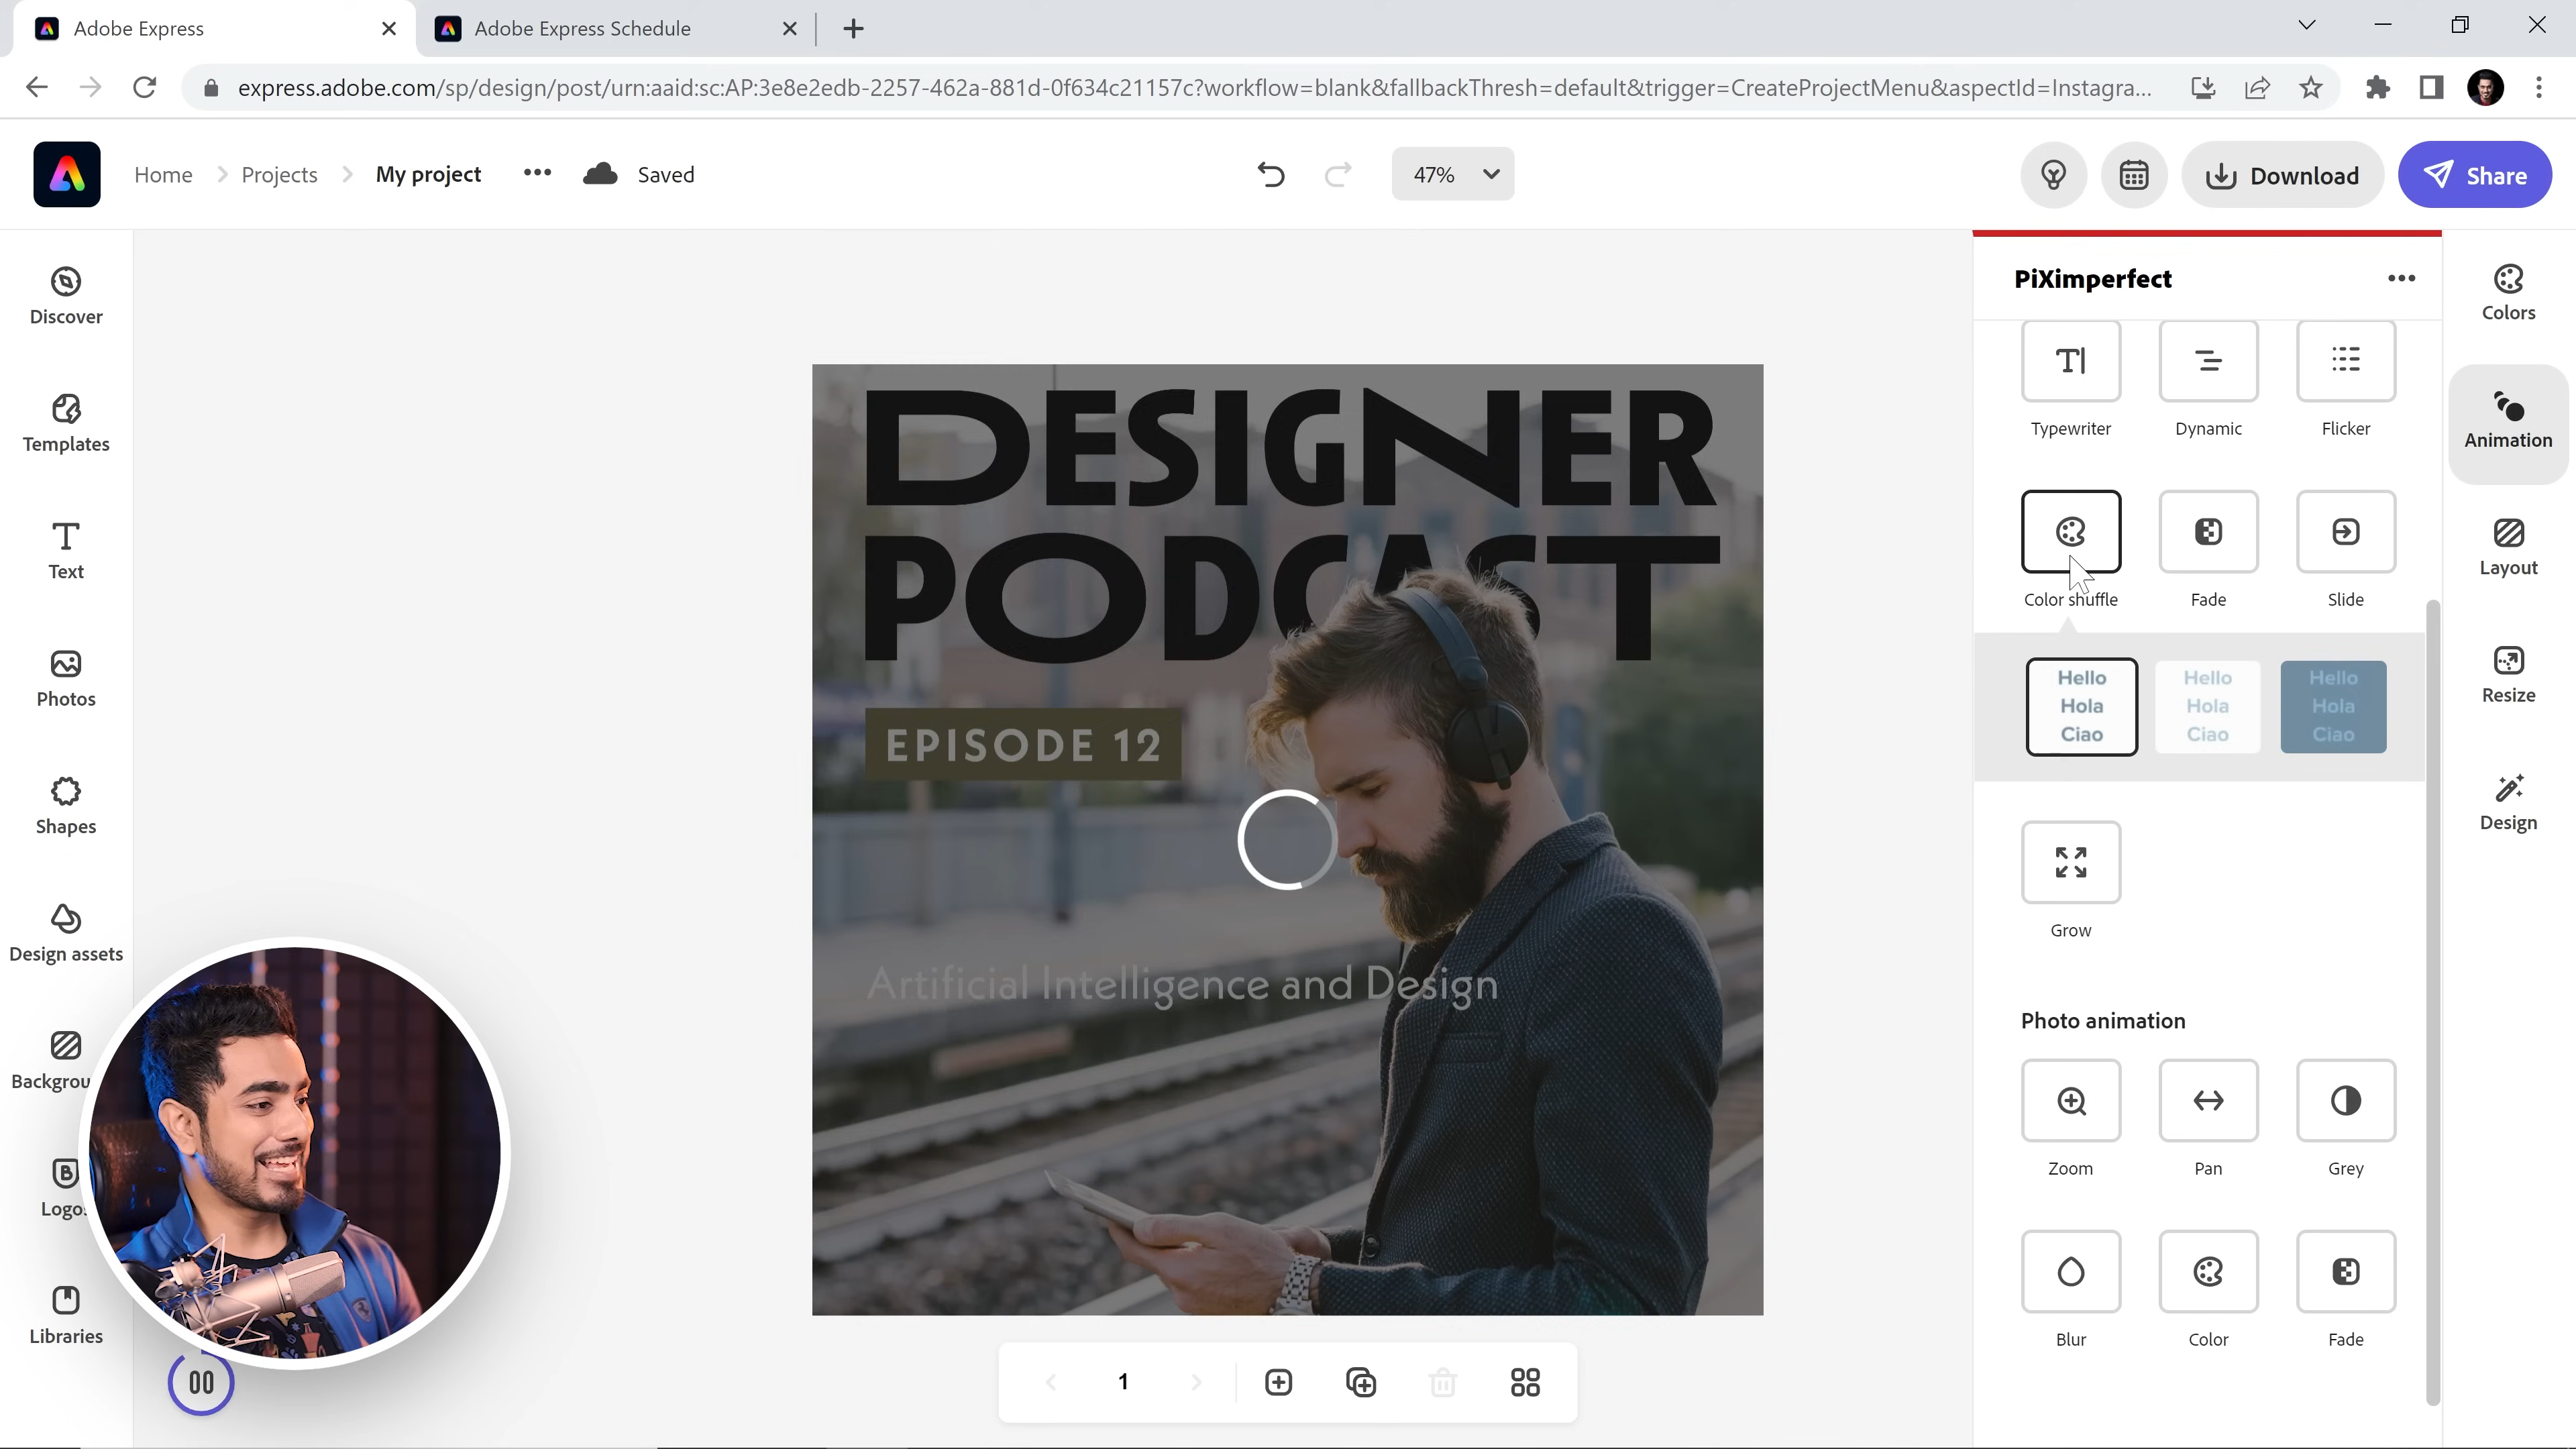 Adobe Express
Adobe Express Schedule
express.adobe.com/sp/design/post/urn:aaid:sc:AP:3e8e2edb-2257-462a-881d-0f634c21157c?workflow=blank&fallbackThresh=default&trigger=CreateProjectMenu&aspectId=Instagra...
Home
Projects
My project
Saved
47%
Download
Share
Discover
Templates
Text
Photos
Shapes
Design assets
Backgrou
Logos
Libraries
DESIGNER
PODCAST
EPISODE 12
Artificial Intelligence and Design
1
PiXimperfect
Typewriter
Dynamic
Flicker
Color shuffle
Fade
Slide
Hello
Hola
Ciao
Hello
Hola
Ciao
Hello
Hola
Ciao
Grow
Photo animation
Zoom
Pan
Grey
Blur
Color
Fade
Colors
Animation
Layout
Resize
Design